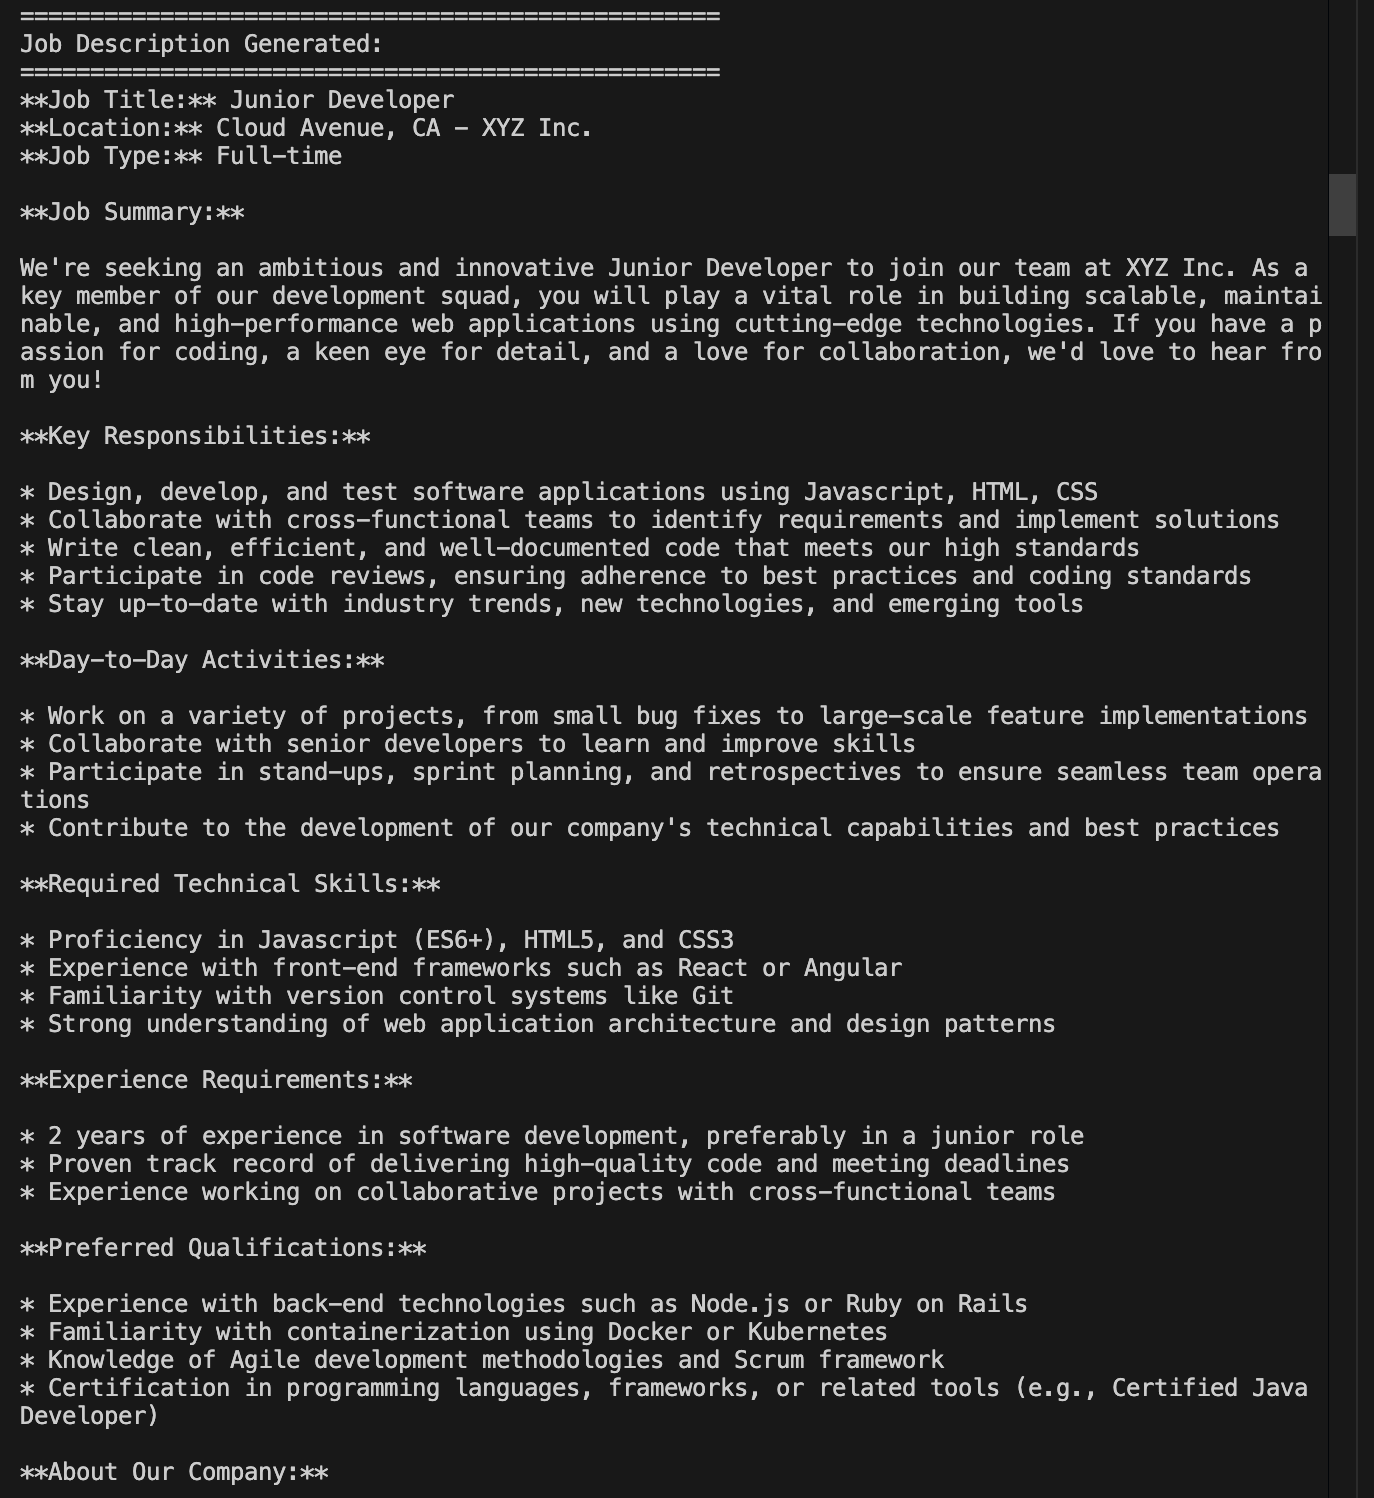 ==================================================
Job Description Generated:
==================================================
**Job Title:** Junior Developer
**Location:** Cloud Avenue, CA - XYZ Inc.
**Job Type:** Full-time
**Job Summary:**
We're seeking an ambitious and innovative Junior Developer to join our team at XYZ Inc. As a
key member of our development squad, you will play a vital role in building scalable, maintai
nable, and high-performance web applications using cutting-edge technologies. If you have a p
assion for coding, a keen eye for detail, and a love for collaboration, we'd love to hear fro
m you!
**Key Responsibilities:**
* Design, develop, and test software applications using Javascript, HTML, CSS
* Collaborate with cross-functional teams to identify requirements and implement solutions
* Write clean, efficient, and well-documented code that meets our high standards
* Participate in code reviews, ensuring adherence to best practices and coding standards
* Stay up-to-date with industry trends, new technologies, and emerging tools
**Day-to-Day Activities:**
* Work on a variety of projects, from small bug fixes to large-scale feature implementations
* Collaborate with senior developers to learn and improve skills
* Participate in stand-ups, sprint planning, and retrospectives to ensure seamless team opera
tions
* Contribute to the development of our company's technical capabilities and best practices
**Required Technical Skills:**
* Proficiency in Javascript (ES6+), HTML5, and CSS3
* Experience with front-end frameworks such as React or Angular
* Familiarity with version control systems like Git
* Strong understanding of web application architecture and design patterns
**Experience Requirements:**
* 2 years of experience in software development, preferably in a junior role
* Proven track record of delivering high-quality code and meeting deadlines
* Experience working on collaborative projects with cross-functional teams
**Preferred Qualifications:**
* Experience with back-end technologies such as Node.js or Ruby on Rails
* Familiarity with containerization using Docker or Kubernetes
* Knowledge of Agile development methodologies and Scrum framework
* Certification in programming languages, frameworks, or related tools (e.g., Certified Java
Developer)
**About Our Company:**